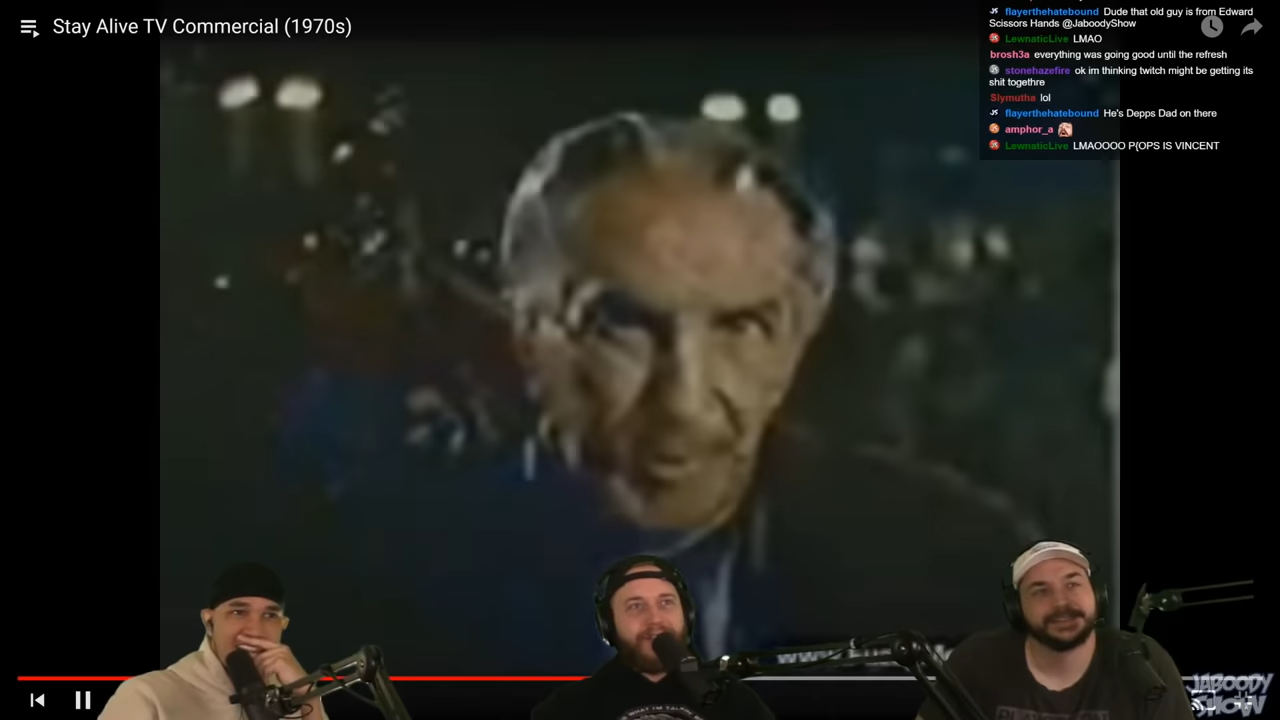 Stay Alive TV Commercial (1970s)
flayerthehatebound Dude that old guy is from Edward
Scissors Hands @JaboodyShow
LewnaticLive LMAO
brosh3a everything was going good until the refresh
stonehazefire ok im thinking twitch might be getting its
shit togethre
Slymutha lol
flayerthehatebound He's Depps Dad on there
amphor_a
LewnaticLive LMAOOOO P{OPS IS VINCENT
WHAT I'M TALKIN
JABOODY
SHOW